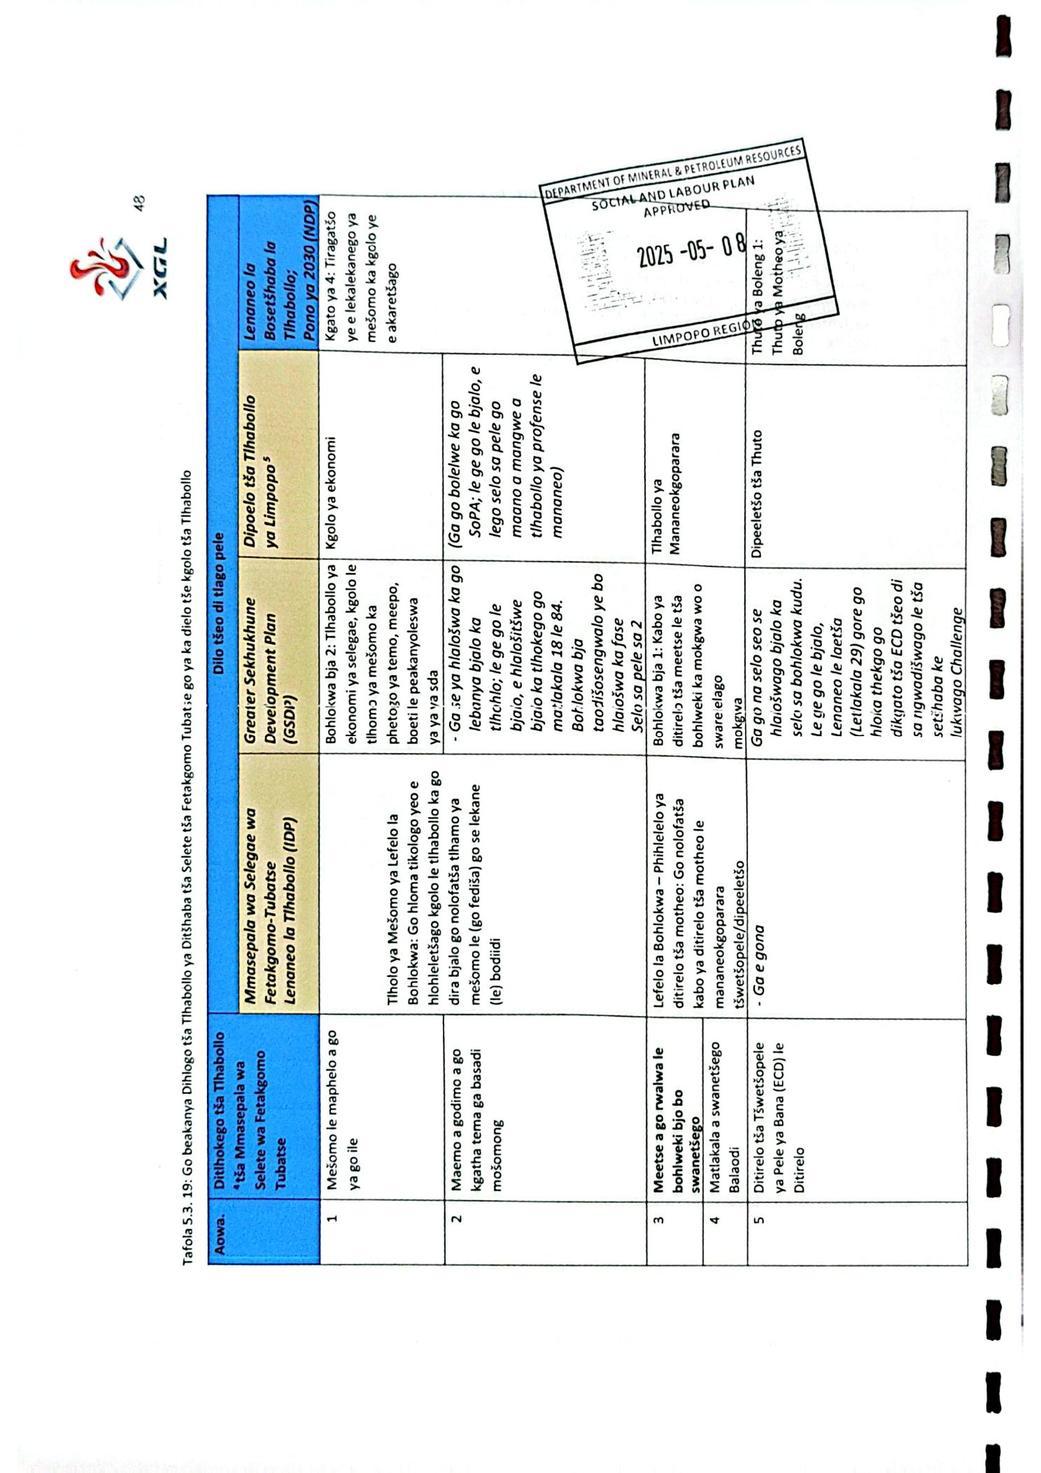 XGL
48
Tafola 5.3. 19: Go beakanya Dihlogo tša Tlhabollo ya Ditšhaba tša Selete tša Fetakgomo Tubatse go ya ka dielo tše kgolo tša Tlhabollo
Aowa.
Ditlhokego tša Tlhabollo
⁴tša Mmasepala wa
Selete wa Fetakgomo
Tubatse
Dilo tšeo di tlago pele
Mmasepala wa Selegae wa
Fetakgomo-Tubatse
Lenaneo la Tlhabollo (IDP)
Greater Sekhukhune
Development Plan
(GSDP)
Dipoelo tša Tlhabollo
ya Limpopo⁵
Lenaneo la
Bosetšhaba la
Tlhabollo;
Pono ya 2030 (NDP)
1
Mešomo le maphelo a go
ya go ile
Tlholo ya Mešomo ya Lefelo la
Bohlokwa: Go hloma tikologo yeo e
hlohleletšago kgolo le tlhabollo ka go
dira bjalo go nolofatša tlhamo ya
mešomo le (go fediša) go se lekane
(le) bodiidi
Bohlokwa bja 2: Tlhabollo ya
ekonomi ya selegae, kgolo le
tlhomo ya mešomo ka
phetogo ya temo, meepo,
boeti le peakanyoleswa
ya ya sda
Kgolo ya ekonomi
Kgato ya 4: Tiragatšo
ye e lekalekanego ya
mešomo ka kgolo ye
e akaretšago
2
Maemo a godimo a go
kgatha tema ga basadi
mošomong
- Ga se ya hlalošwa ka go
lebanya bjalo ka
tlhohlo; le ge go le
bjalo, e hlalošitšwe
bjalo ka tlhokego go
matlakala 18 le 84.
Bohlokwa bja
taodišosengwalo ye bo
hlalošwa ka fase
Selo sa pele sa 2
(Ga go bolelwe ka go
SoPA; le ge go le bjalo, e
lego selo sa pele go
maano a mangwe a
tlhabollo ya profense le
mananeo)
3
Meetse a go rwalwa le
bohlweki bjo bo
swanetšego
Lefelo la Bohlokwa – Phihlelelo ya
ditirelo tša motheo: Go nolofatša
kabo ya ditirelo tša motheo le
mananeokgoparara
tšwetšopele/dipeeletšo
Bohlokwa bja 1: Kabo ya
ditirelo tša meetse le tša
bohlweki ka mokgwa wo o
swarelelago
mokgwa
Tlhabollo ya
Mananeokgoparara
4
Matlakala a swanetšego
Balaodi
5
Ditirelo tša Tšwetšopele
ya Pele ya Bana (ECD) le
Ditirelo
- Ga e gona
Ga go na selo seo se
hlalošwago bjalo ka
selo sa bohlokwa kudu.
Le ge go le bjalo,
Lenaneo le laetša
(Letlakala 29) gore go
hloka thekgo go
dikgato tša ECD tšeo di
sa ngwadišwago le tša
setšhaba ke
lukwago Challenge
Dipeeletšo tša Thuto
Thuto ya Boleng 1:
Thuto ya Motheo ya
Boleng
DEPARTMENT OF MINERAL & PETROLEUM RESOURCES
SOCIAL AND LABOUR PLAN
APPROVED
2025 -05- 08
LIMPOPO REGION